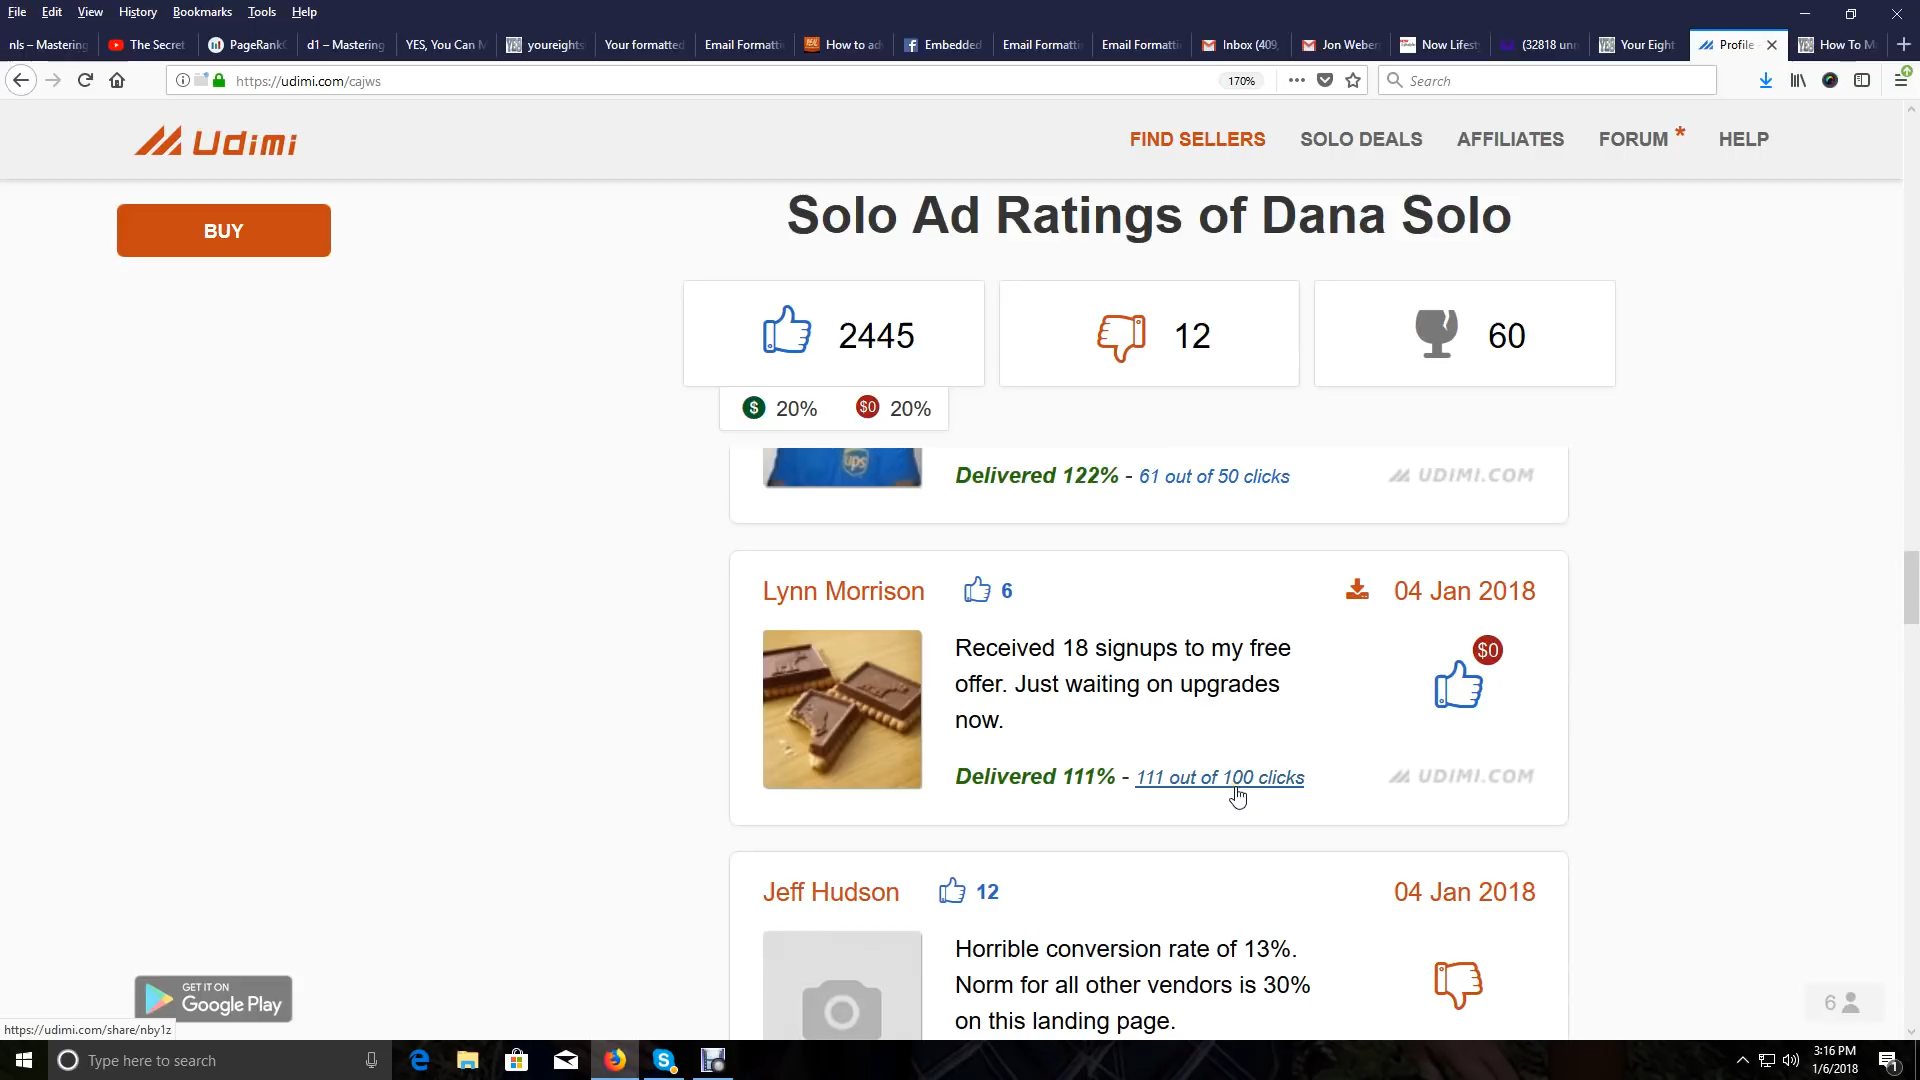 File Edit View History Bookmarks Tools Help
nls – Mastering
The Secret
PageRank
d1 – Mastering
YES, You Can M
youreights
Your formatted
Email Formatti
How to ad
Embedded
Email Formatti
Email Formatti
Inbox (409,
Jon Weber
Now Lifest
(32818 un
Your Eight
Profile
How To M
https://udimi.com/cajws
170%
Search
Udimi
FIND SELLERS
SOLO DEALS
AFFILIATES
FORUM *
HELP
BUY
Solo Ad Ratings of Dana Solo
2445
12
60
$ 20% $0 20%
ups
Delivered 122% - 61 out of 50 clicks
UDIMI.COM
Lynn Morrison 6 04 Jan 2018
Received 18 signups to my free
offer. Just waiting on upgrades
now.
$0
Delivered 111% - 111 out of 100 clicks
UDIMI.COM
Jeff Hudson 12 04 Jan 2018
Horrible conversion rate of 13%.
Norm for all other vendors is 30%
on this landing page.
GET IT ON
Google Play
6
https://udimi.com/share/nby1z
Type here to search
3:16 PM
1/6/2018
1